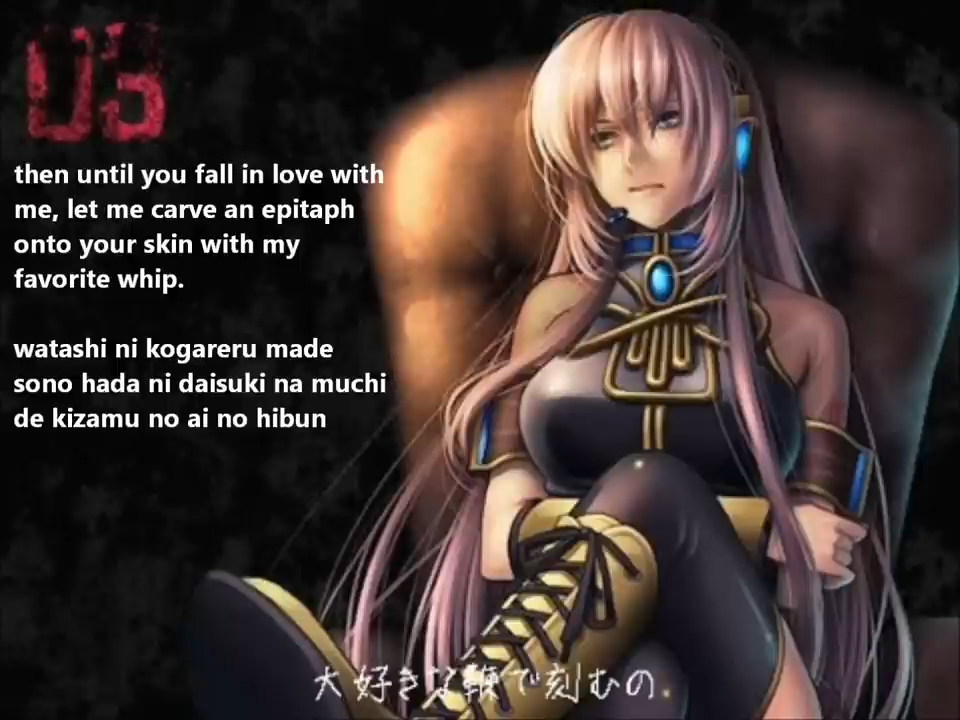 03
then until you fall in love with
me, let me carve an epitaph
onto your skin with my
favorite whip.
watashi ni kogareru made
sono hada ni daisuki na muchi
de kizamu no ai no hibun
大好きな鞭で刻むの